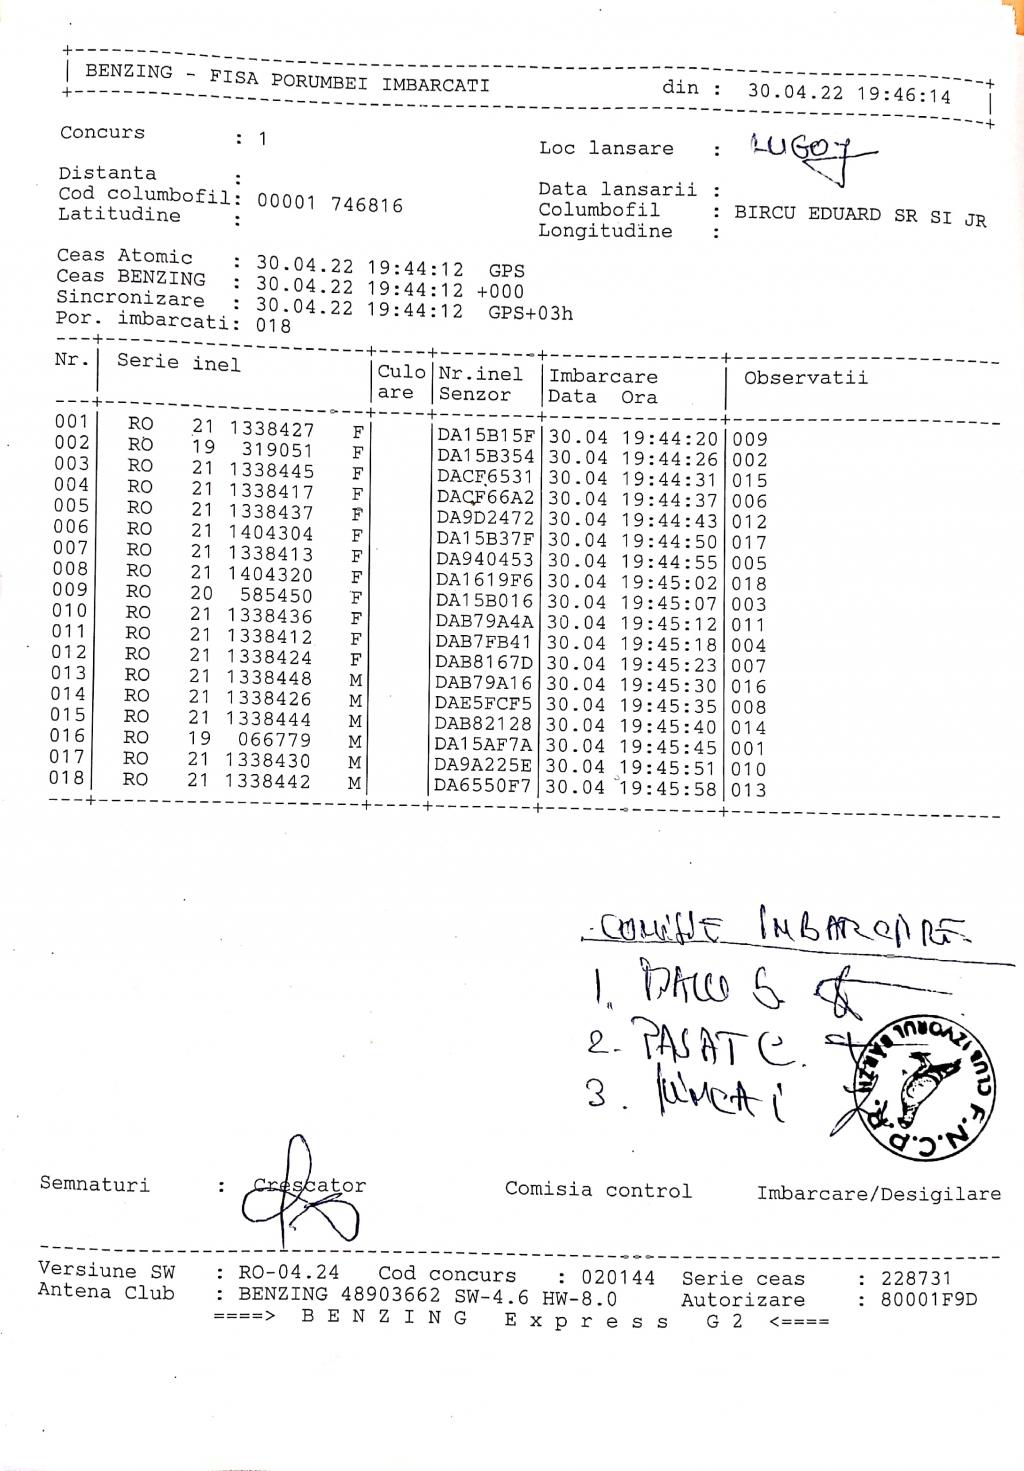 BENZING - FISA PORUMBEI IMBARCATI din : 30.04.22 19:46:14
Concurs : 1 Loc lansare : LUGOJ
Distanta : Data lansarii :
Cod columbofil: 00001 746816 Columbofil : BIRCU EDUARD SR SI JR
Latitudine : Longitudine :
Ceas Atomic : 30.04.22 19:44:12 GPS
Ceas BENZING : 30.04.22 19:44:12 +000
Sincronizare : 30.04.22 19:44:12 GPS+03h
Por. imbarcati: 018
Nr. Serie inel Culo Nr.inel Imbarcare Observatii
are Senzor Data Ora
001 RO 21 1338427 F DA15B15F 30.04 19:44:20 009
002 RO 19 319051 F DA15B354 30.04 19:44:26 002
003 RO 21 1338445 F DACF6531 30.04 19:44:31 015
004 RO 21 1338417 F DACF66A2 30.04 19:44:37 006
005 RO 21 1338437 F DA9D2472 30.04 19:44:43 012
006 RO 21 1404304 F DA15B37F 30.04 19:44:50 017
007 RO 21 1338413 F DA940453 30.04 19:44:55 005
008 RO 21 1404320 F DA1619F6 30.04 19:45:02 018
009 RO 20 585450 F DA15B016 30.04 19:45:07 003
010 RO 21 1338436 F DAB79A4A 30.04 19:45:12 011
011 RO 21 1338412 F DAB7FB41 30.04 19:45:18 004
012 RO 21 1338424 F DAB8167D 30.04 19:45:23 007
013 RO 21 1338448 M DAB79A16 30.04 19:45:30 016
014 RO 21 1338426 M DAE5FCF5 30.04 19:45:35 008
015 RO 21 1338444 M DAB82128 30.04 19:45:40 014
016 RO 19 066779 M DA15AF7A 30.04 19:45:45 001
017 RO 21 1338430 M DA9A225E 30.04 19:45:51 010
018 RO 21 1338442 M DA6550F7 30.04 19:45:58 013
COMISIE IMBARCARE
1.
2. PASAT C.
3.
CLUB IZVORUL BARZII
F.N.C.P.R.
Semnaturi : Crescator Comisia control Imbarcare/Desigilare
Versiune SW : RO-04.24 Cod concurs : 020144 Serie ceas : 228731
Antena Club : BENZING 48903662 SW-4.6 HW-8.0 Autorizare : 80001F9D
====> B E N Z I N G E x p r e s s G 2 <====